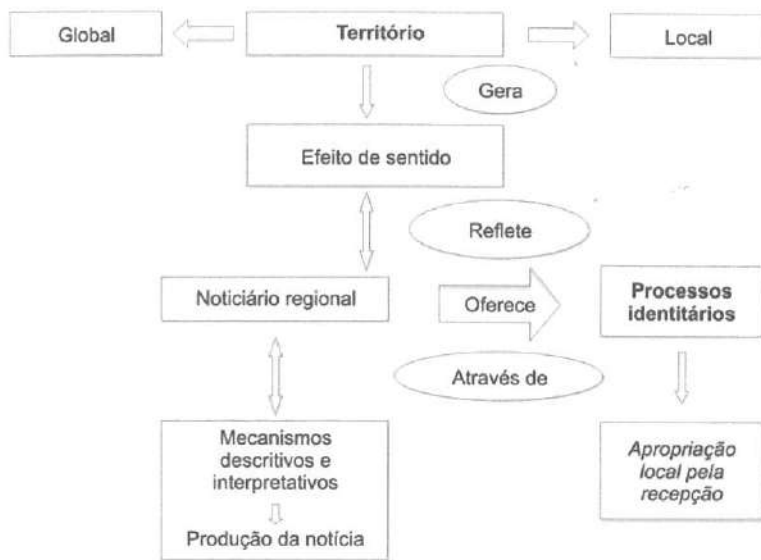 Global
Território
Local
Gera
Efeito de sentido
Reflete
Noticiário regional
Oferece
Processos
identitários
Através de
Mecanismos
descritivos e
interpretativos
Produção da notícia
Apropriação
local pela
recepção